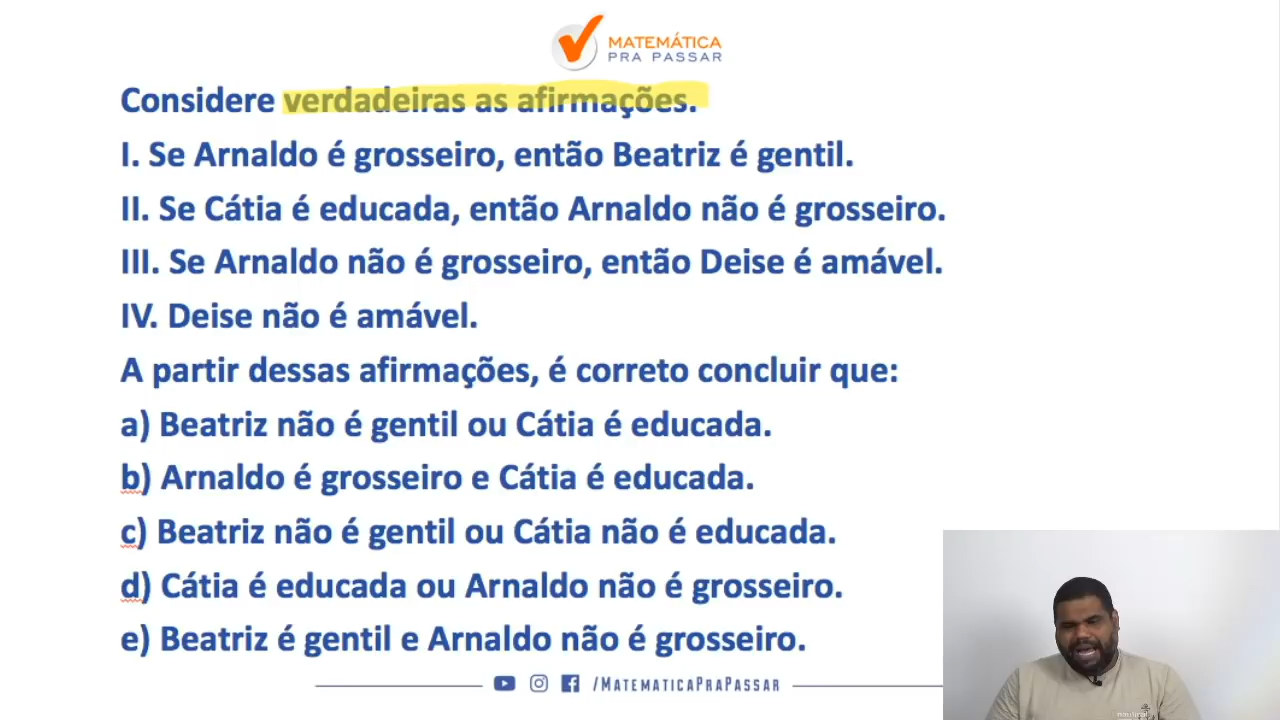 MATEMÁTICA
PRA PASSAR
Considere verdadeiras as afirmações.
I. Se Arnaldo é grosseiro, então Beatriz é gentil.
II. Se Cátia é educada, então Arnaldo não é grosseiro.
III. Se Arnaldo não é grosseiro, então Deise é amável.
IV. Deise não é amável.
A partir dessas afirmações, é correto concluir que:
a) Beatriz não é gentil ou Cátia é educada.
b) Arnaldo é grosseiro e Cátia é educada.
c) Beatriz não é gentil ou Cátia não é educada.
d) Cátia é educada ou Arnaldo não é grosseiro.
e) Beatriz é gentil e Arnaldo não é grosseiro.
/MATEMATICAPRAPASSAR